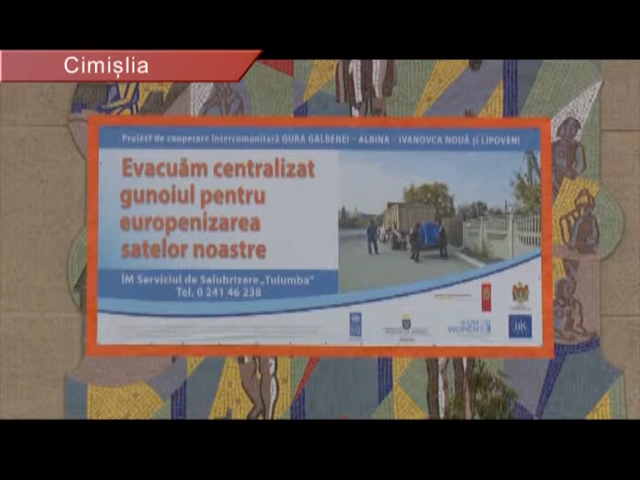 Cimișlia
Proiect de cooperare intercomunitară GURA GALBENEI - ALBINA - IVANOVCA NOUĂ și LIPOVENI
Evacuăm centralizat
gunoiul pentru
europenizarea
satelor noastre
ÎM Serviciul de Salubrizare „Tulumba”
Tel. 0 241 46 238
UN
WOMEN